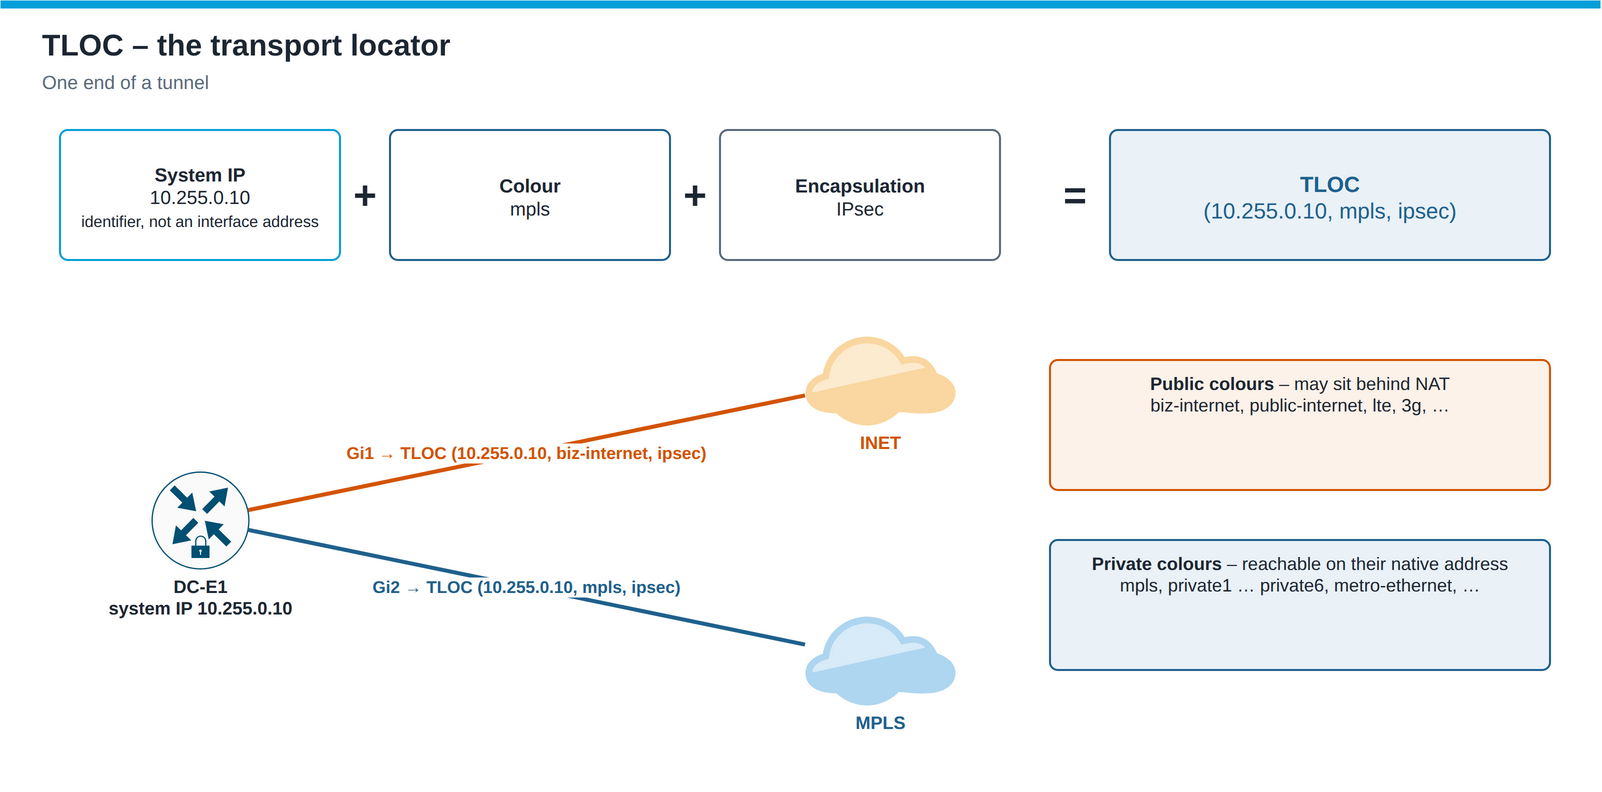 TLOC – the transport locator
One end of a tunnel
System IP
10.255.0.10
identifier, not an interface address
+
Colour
mpls
+
Encapsulation
IPsec
=
TLOC
(10.255.0.10, mpls, ipsec)
INET
Gi1 → TLOC (10.255.0.10, biz-internet, ipsec)
Public colours – may sit behind NAT
biz-internet, public-internet, lte, 3g, …
DC-E1
system IP 10.255.0.10
Gi2 → TLOC (10.255.0.10, mpls, ipsec)
MPLS
Private colours – reachable on their native address
mpls, private1 … private6, metro-ethernet, …